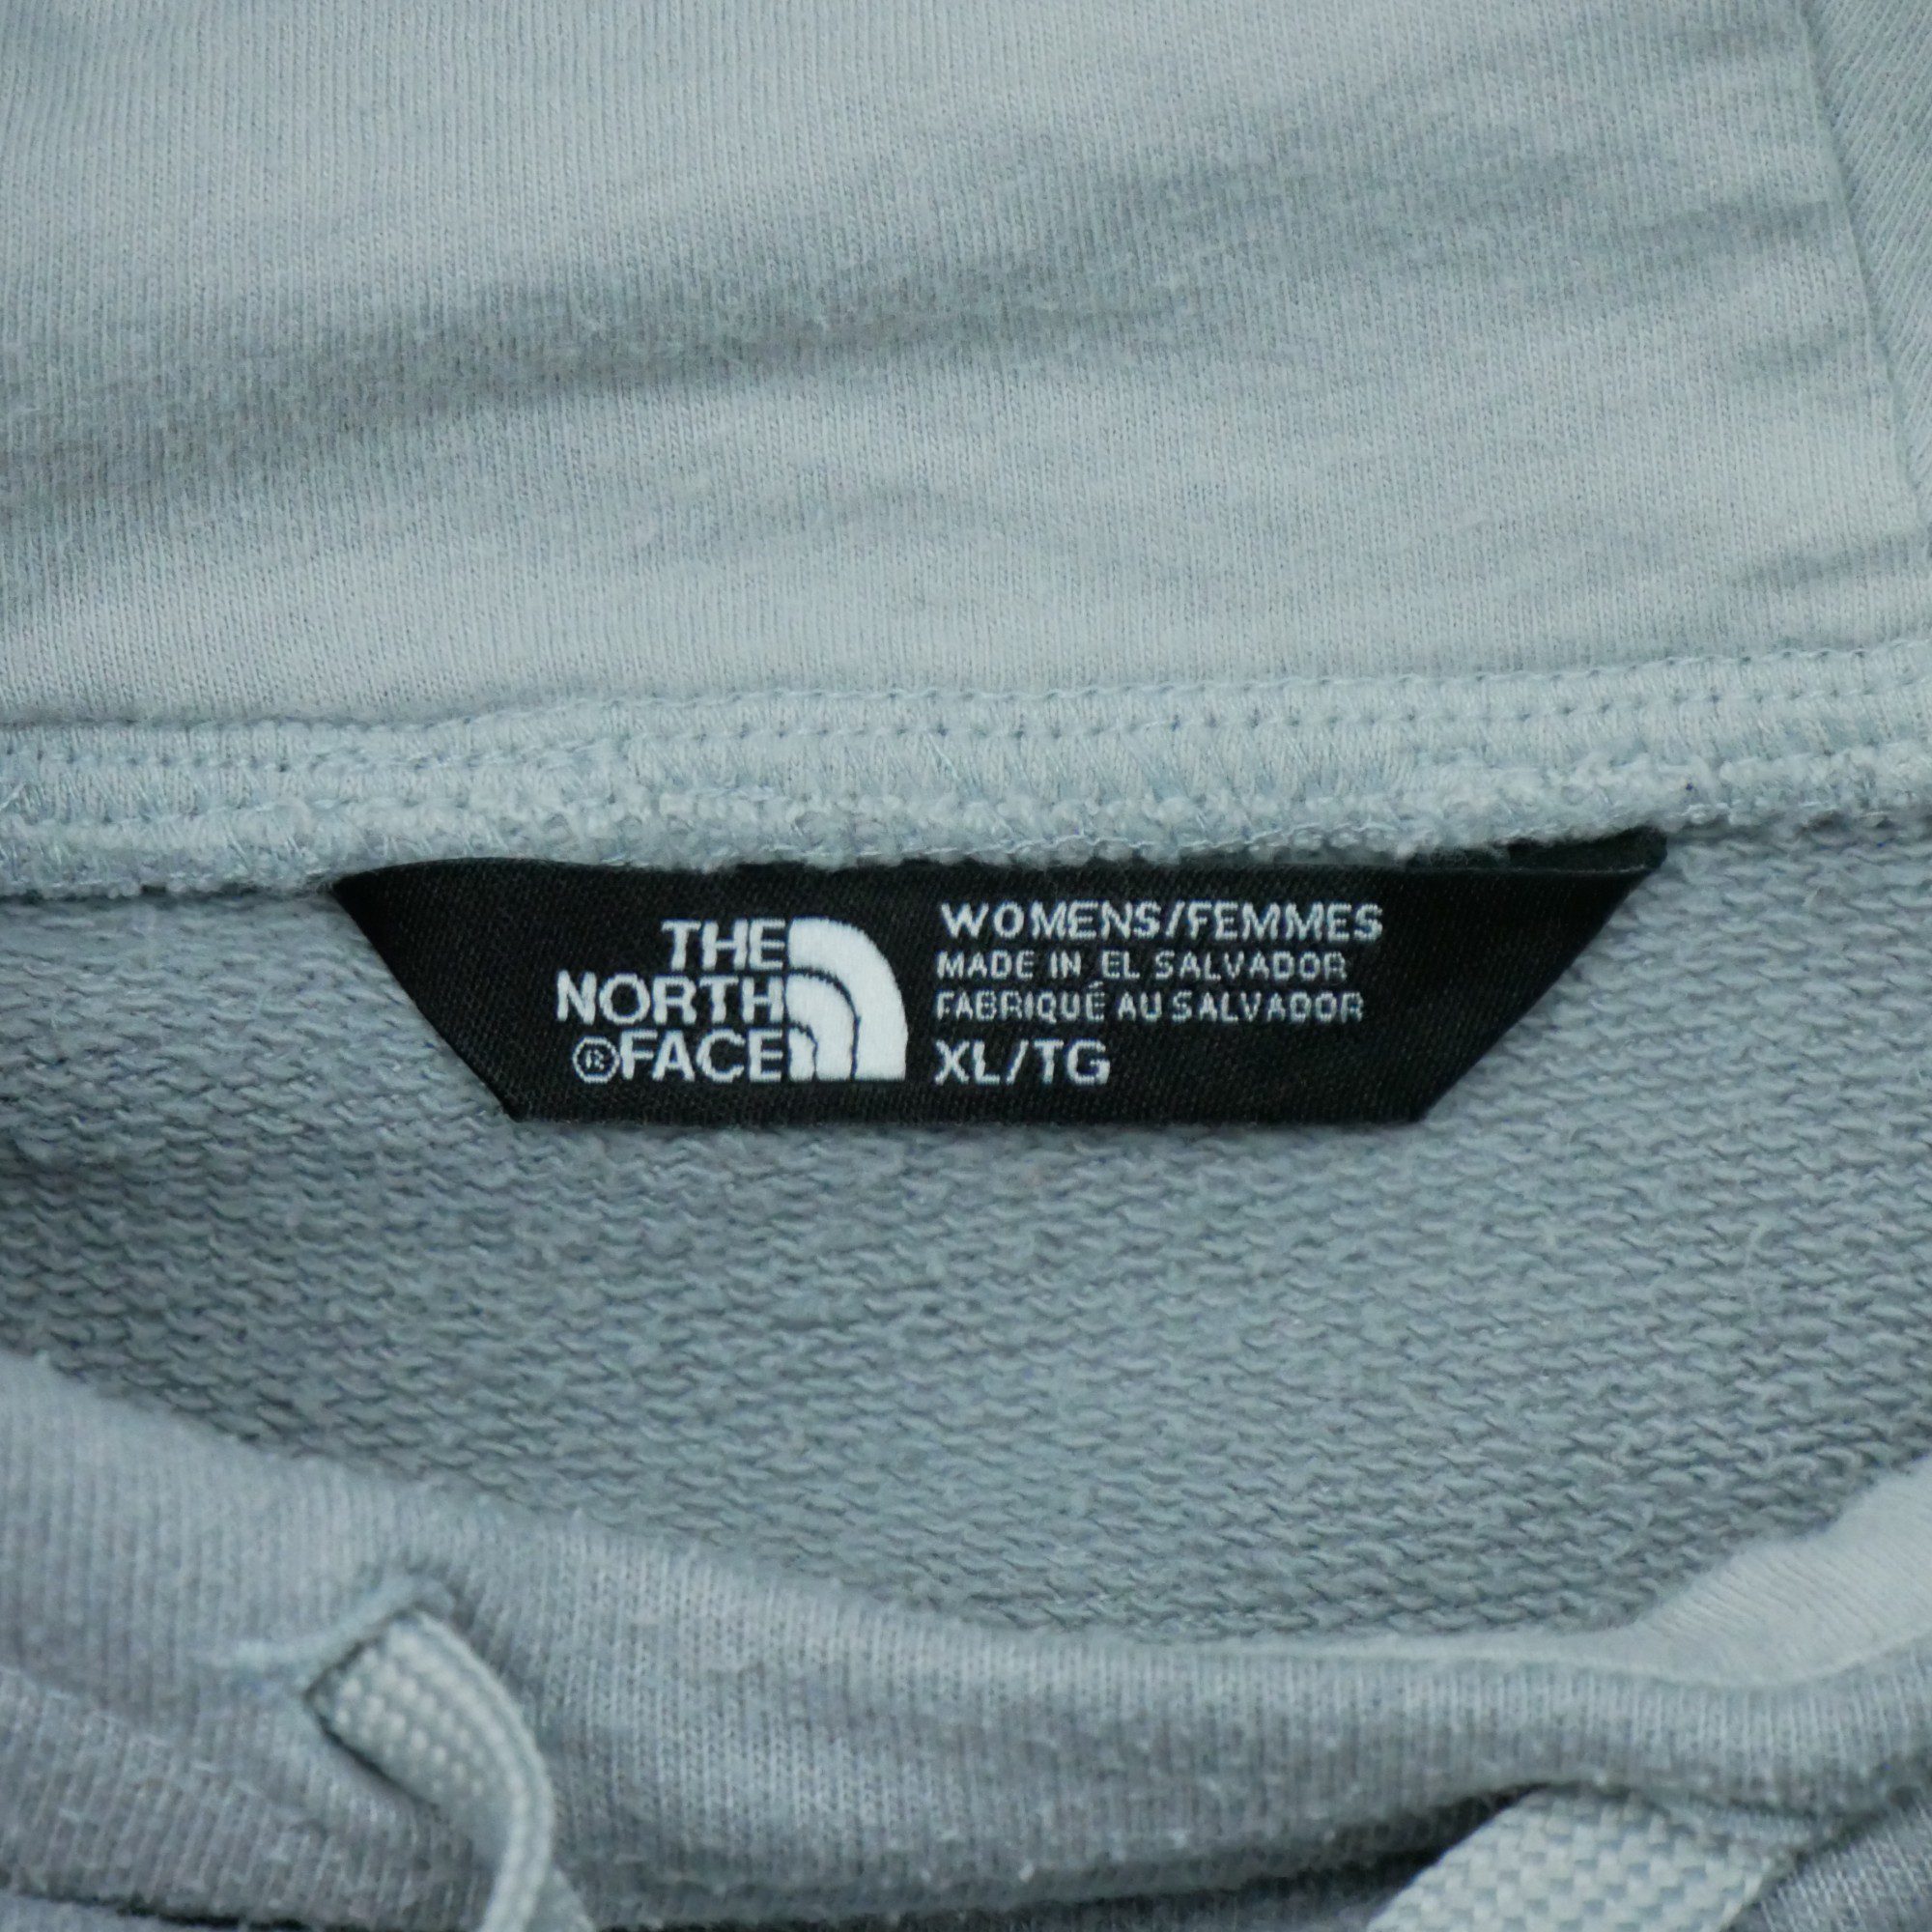 THE
NORTH
®FACE
WOMENS/FEMMES
MADE IN EL SALVADOR
FABRIQUÉ AU SALVADOR
XL/TG